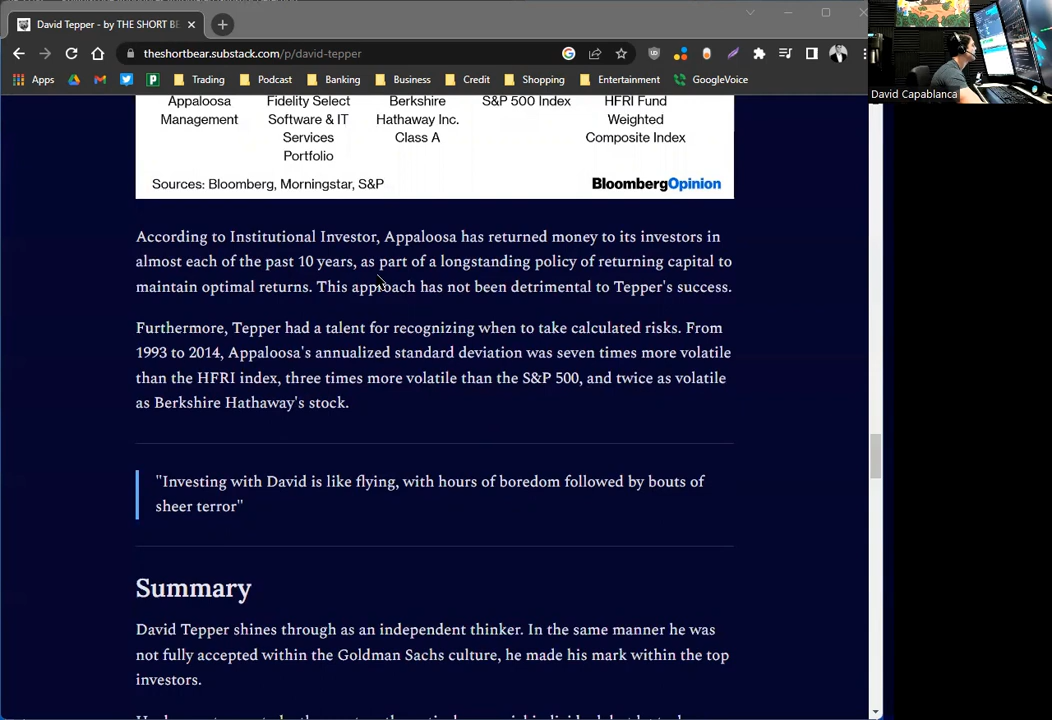 David Tepper - by THE SHORT BE
theshortbear.substack.com/p/david-tepper
Apps
Trading
Podcast
Banking
Business
Credit
Shopping
Entertainment
GoogleVoice
David Capablanca
Appaloosa
Management
Fidelity Select
Software & IT
Services
Portfolio
Berkshire
Hathaway Inc.
Class A
S&P 500 Index
HFRI Fund
Weighted
Composite Index
Sources: Bloomberg, Morningstar, S&P
BloombergOpinion
According to Institutional Investor, Appaloosa has returned money to its investors in
almost each of the past 10 years, as part of a longstanding policy of returning capital to
maintain optimal returns. This approach has not been detrimental to Tepper's success.
Furthermore, Tepper had a talent for recognizing when to take calculated risks. From
1993 to 2014, Appaloosa's annualized standard deviation was seven times more volatile
than the HFRI index, three times more volatile than the S&P 500, and twice as volatile
as Berkshire Hathaway's stock.
"Investing with David is like flying, with hours of boredom followed by bouts of
sheer terror"
Summary
David Tepper shines through as an independent thinker. In the same manner he was
not fully accepted within the Goldman Sachs culture, he made his mark within the top
investors.